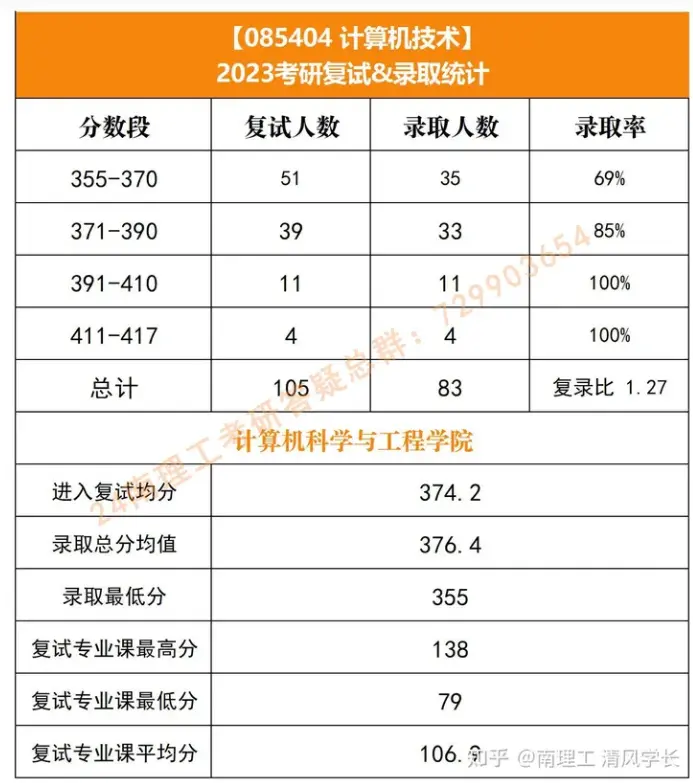 【085404 计算机技术】
2023考研复试&录取统计
分数段 复试人数 录取人数 录取率
355-370 51 35 69%
371-390 39 33 85%
391-410 11 11 100%
411-417 4 4 100%
总计 105 83 复录比 1.27
计算机科学与工程学院
进入复试均分 374.2
录取总分均值 376.4
录取最低分 355
复试专业课最高分 138
复试专业课最低分 79
复试专业课平均分 106.9
24南理工考研答疑总群：729903654
知乎 @南理工 清风学长